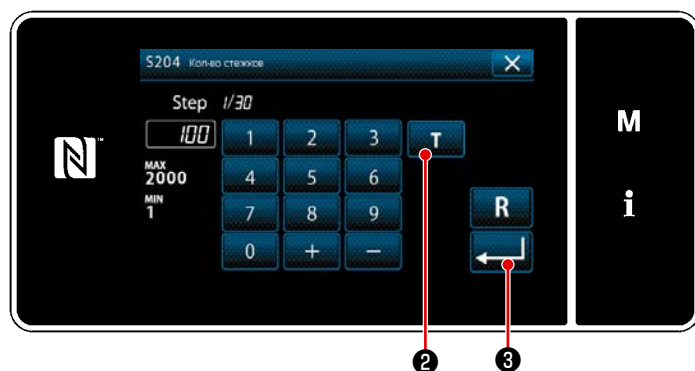 S204 Кол-во стежков
Step 1/30
100 1 2 3 T
MAX
2000 4 5 6
MIN
1 7 8 9 R
0 + −
M
i
N
❷ ❸